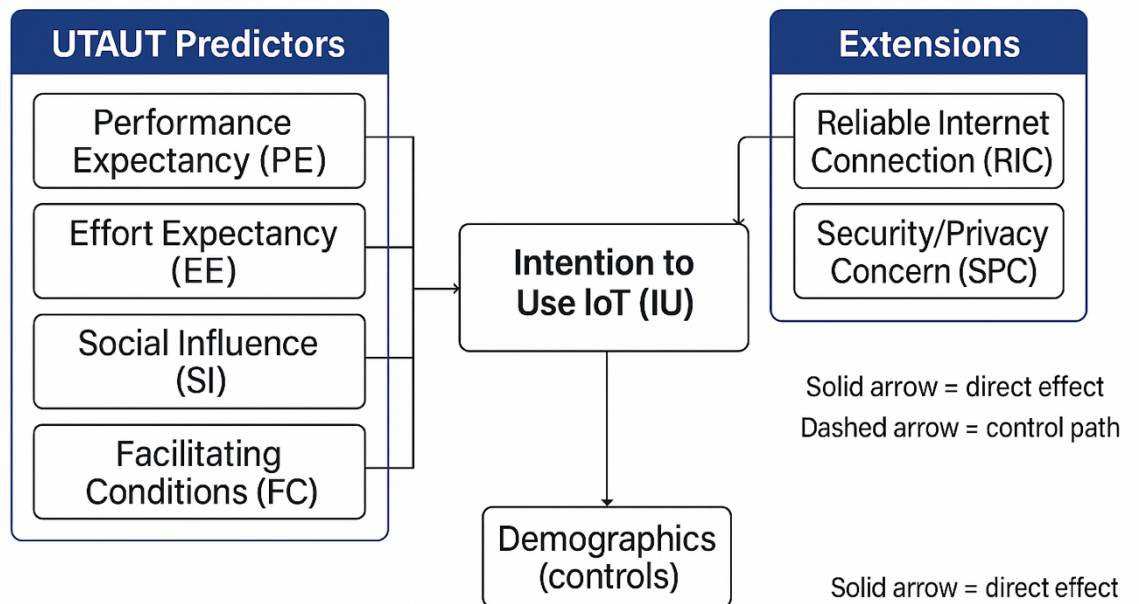 UTAUT Predictors
Performance
Expectancy (PE)
Effort Expectancy
(EE)
Social Influence
(SI)
Facilitating
Conditions (FC)
Intention to
Use IoT (IU)
Demographics
(controls)
Extensions
Reliable Internet
Connection (RIC)
Security/Privacy
Concern (SPC)
Solid arrow = direct effect
Dashed arrow = control path
Solid arrow = direct effect